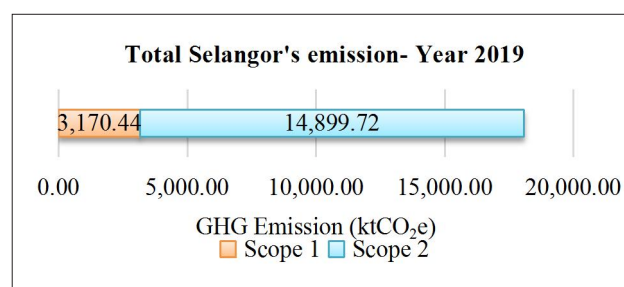 Total Selangor's emission- Year 2019
3,170.44 14,899.72
0.00 5,000.00 10,000.00 15,000.00 20,000.00
GHG Emission (ktCO₂e)
Scope 1 Scope 2